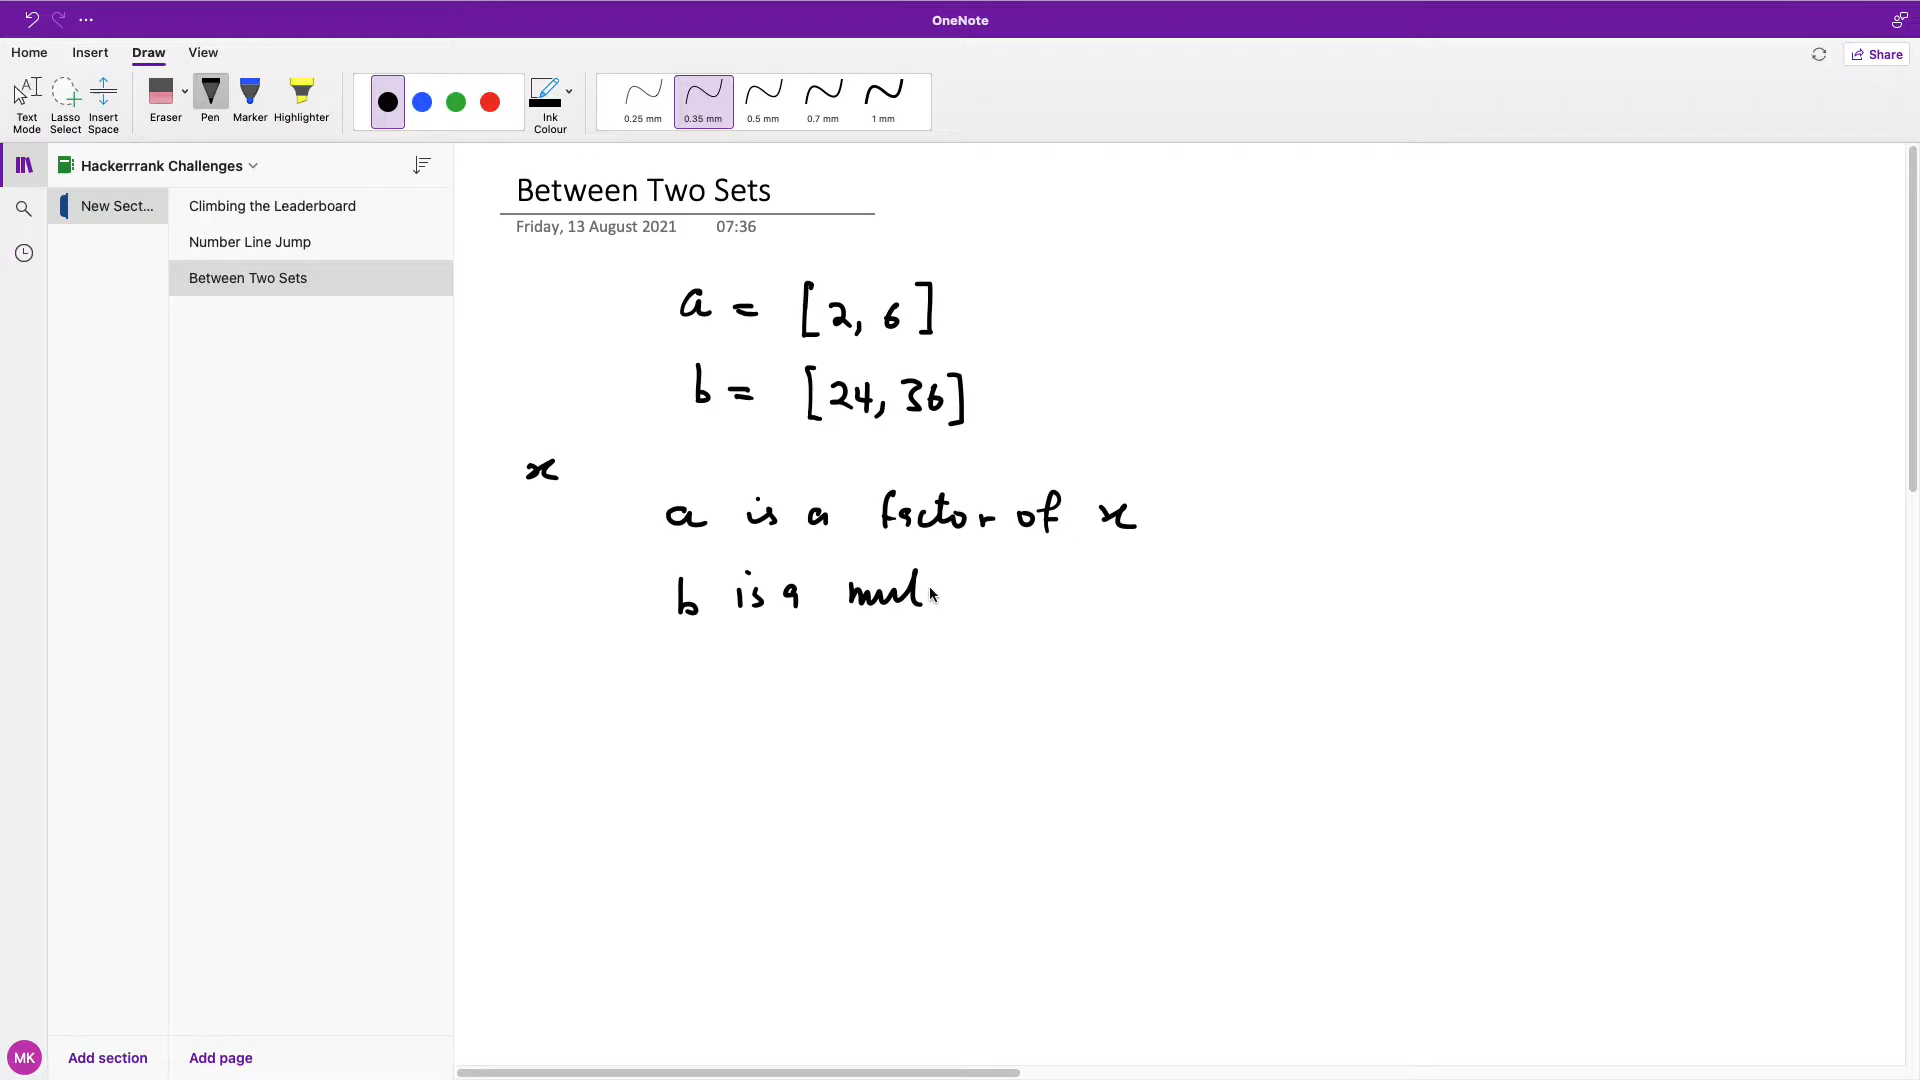 OneNote
Home Insert Draw View
Share
Text Mode
Lasso Select
Insert Space
Eraser
Pen
Marker
Highlighter
Ink Colour
0.25 mm
0.35 mm
0.5 mm
0.7 mm
1 mm
Hackerrrank Challenges
New Sect...
Climbing the Leaderboard
Number Line Jump
Between Two Sets
Between Two Sets
Friday, 13 August 2021 07:36
a = [2, 6]
b = [24, 36]
x
a is a factor of x
b is a mul
MK
Add section
Add page